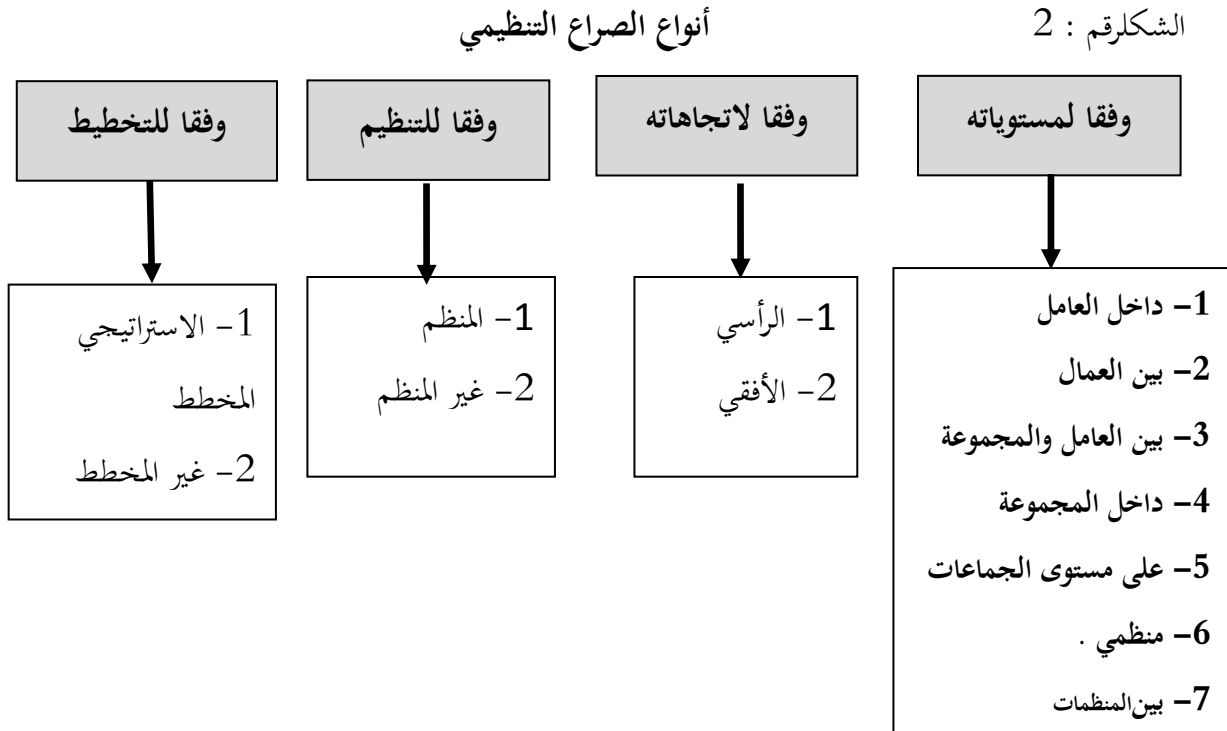 الشكلرقم : 2
أنواع الصراع التنظيمي
وفقا لمستوياته
وفقا لاتجاهاته
وفقا للتنظيم
وفقا للتخطيط
1- داخل العامل
2- بين العمال
3- بين العامل والمجموعة
4- داخل المجموعة
5- على مستوى الجماعات
6- منظمي .
7- بين المنظمات
1- الرأسي
2- الأفقي
1- المنظم
2- غير المنظم
1- الاستراتيجي
المخطط
2- غير المخطط